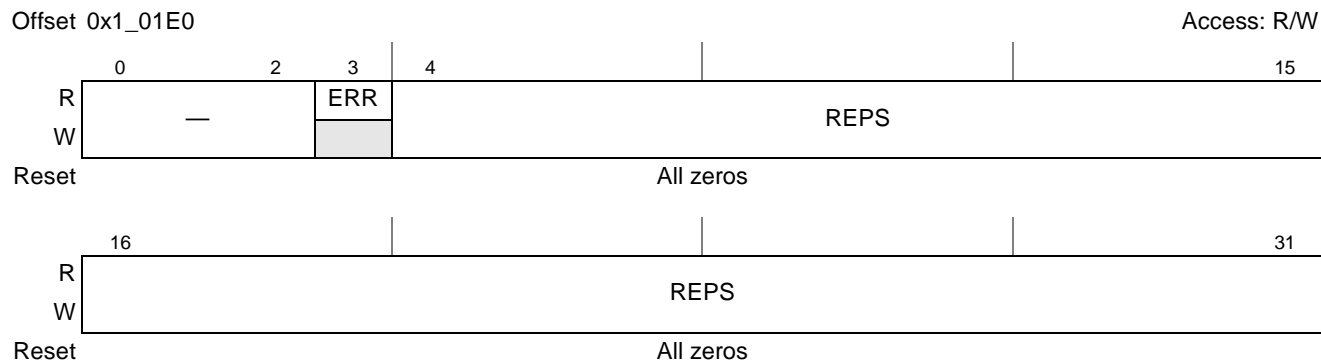 Offset 0x1_01E0 Access: R/W
0 2 3 4 15
R — ERR REPS
W
Reset All zeros
16 31
R REPS
W
Reset All zeros